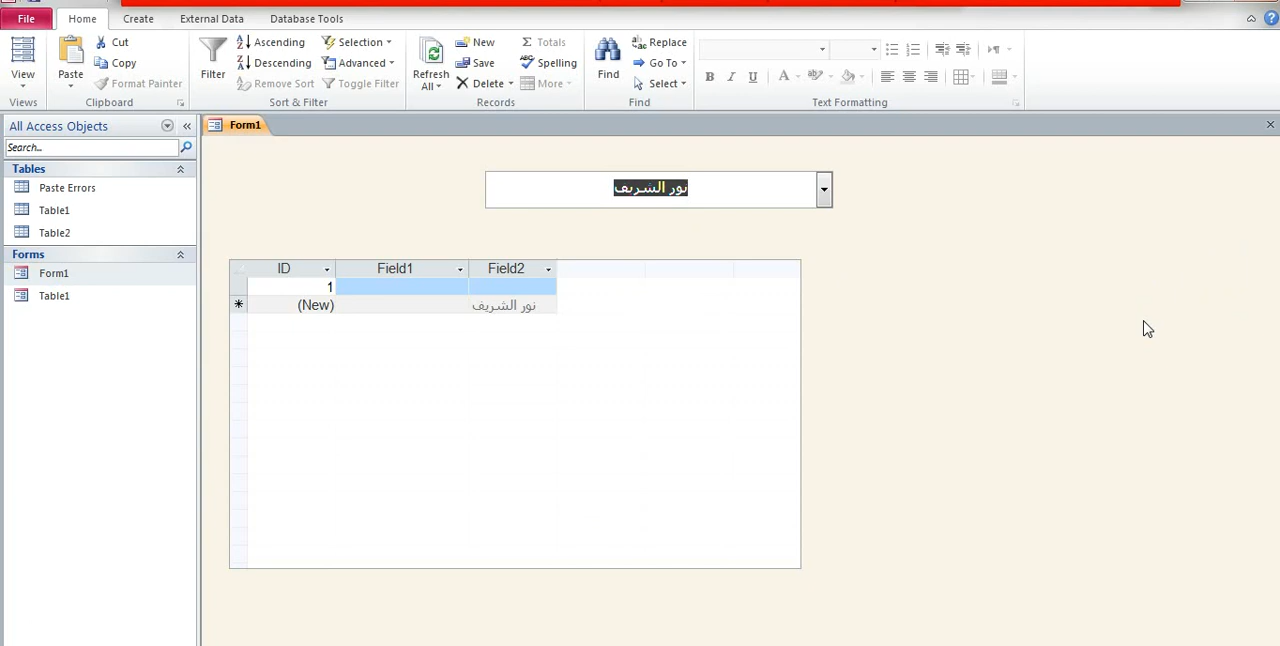 File Home Create External Data Database Tools
View
Views
Paste
Cut
Copy
Format Painter
Clipboard
Filter
Ascending
Descending
Remove Sort
Selection
Advanced
Toggle Filter
Sort & Filter
Refresh
All
New
Save
Delete
Totals
Spelling
More
Records
Find
Replace
Go To
Select
Find
B I U A
Text Formatting
All Access Objects
Search...
Tables
Paste Errors
Table1
Table2
Forms
Form1
Table1
Form1
نور الشريف
ID Field1 Field2
1
(New) نور الشريف